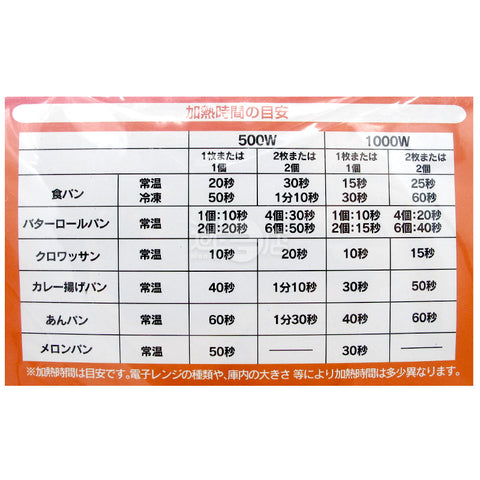 加熱時間の目安
500W 1000W
1枚または 2枚または 1枚または 2枚または
1個 2個 1個 2個
食パン 常温 20秒 30秒 15秒 25秒
冷凍 50秒 1分10秒 30秒 60秒
バターロールパン 常温 1個:10秒 4個:30秒 1個:10秒 4個:20秒
2個:20秒 6個:50秒 2個:15秒 6個:40秒
クロワッサン 常温 10秒 20秒 10秒 15秒
カレー揚げパン 常温 40秒 1分10秒 30秒 50秒
あんパン 常温 60秒 1分30秒 40秒 60秒
メロンパン 常温 50秒 —— 30秒 ——
※加熱時間は目安です。電子レンジの種類や、庫内の大きさ 等により加熱時間は多少異なります。